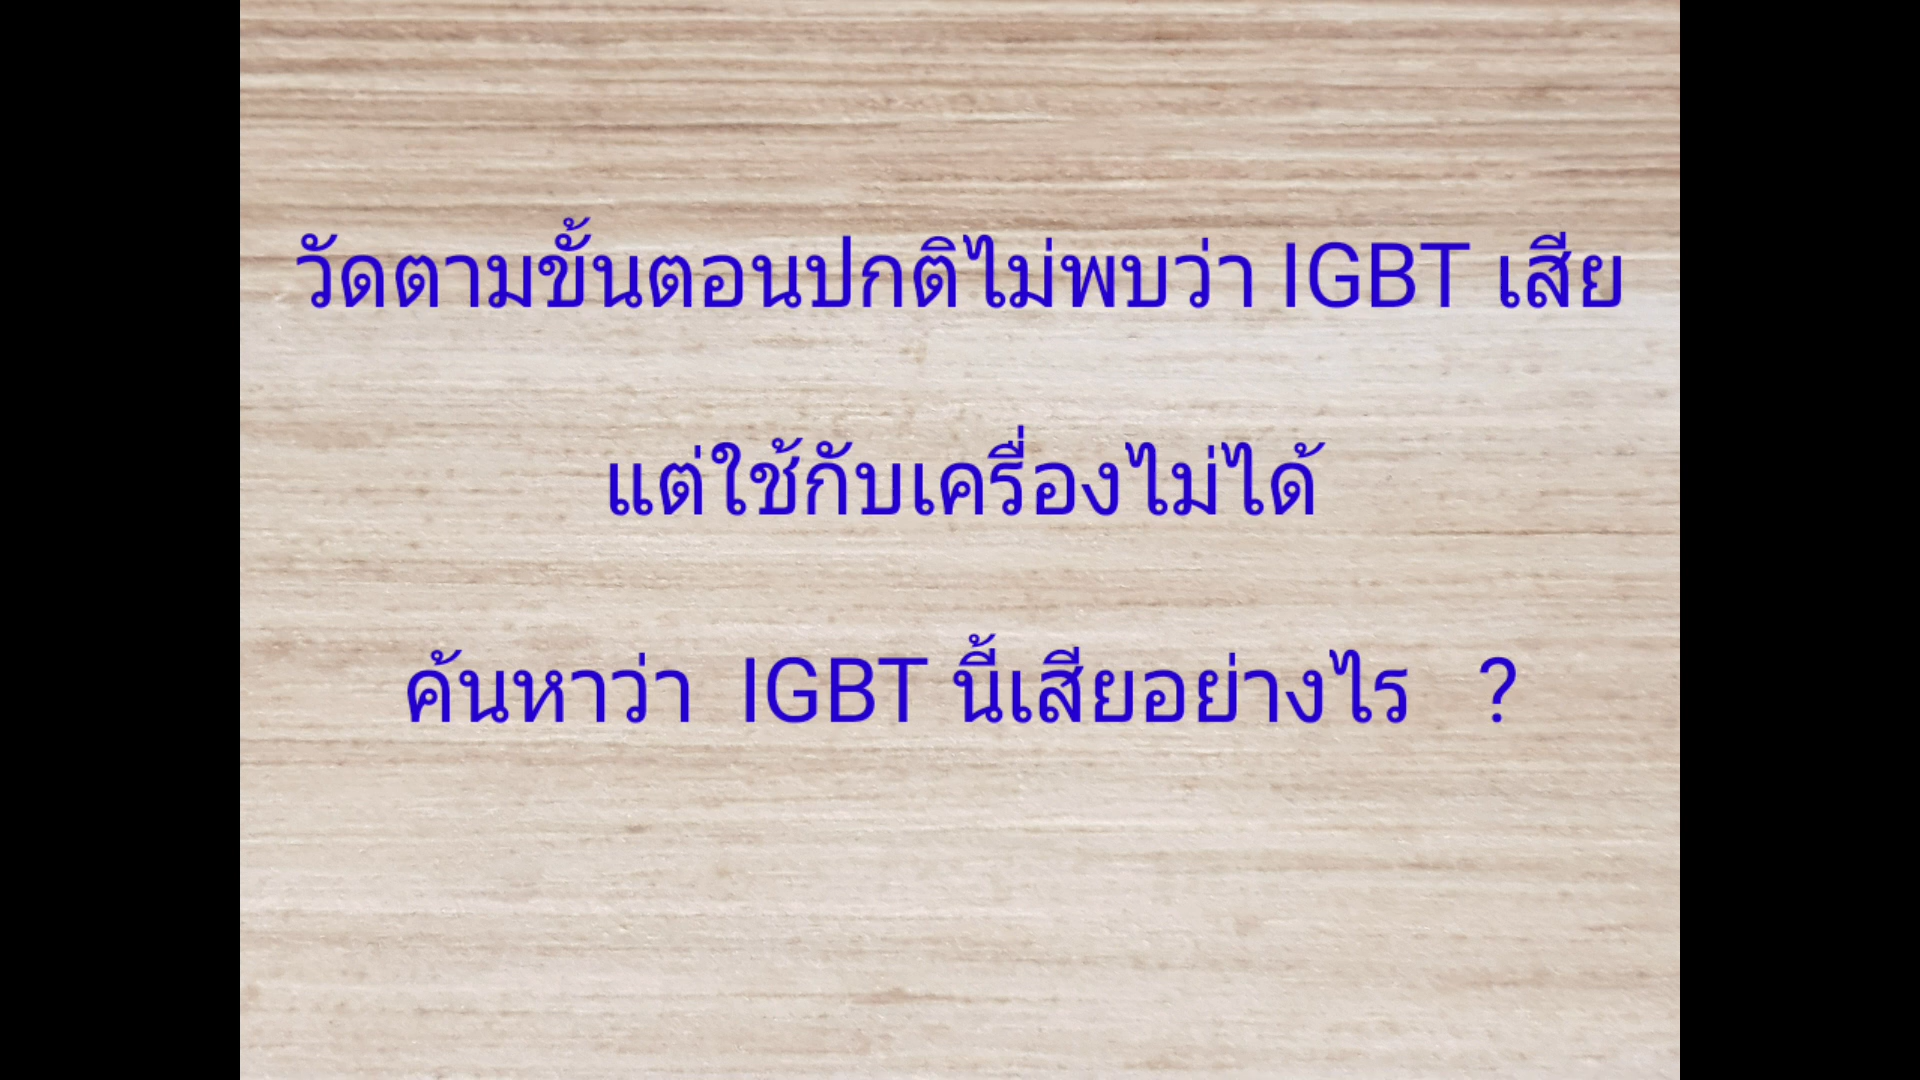 วัดตามขั้นตอนปกติไม่พบว่า IGBT เสีย
แต่ใช้กับเครื่องไม่ได้
ค้นหาว่า IGBT นี้เสียอย่างไร ?